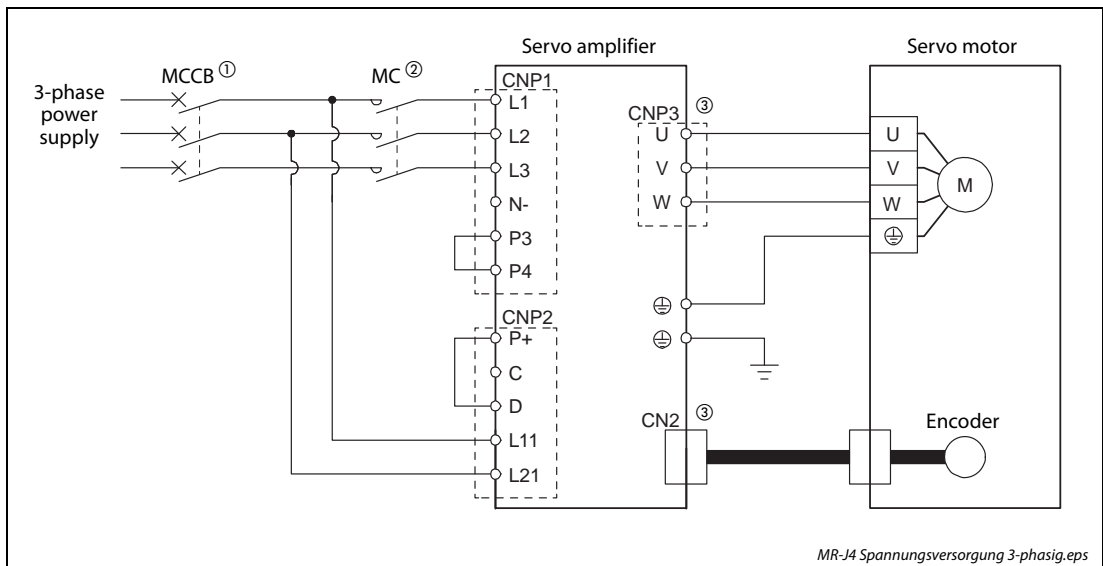 Servo amplifier
Servo motor
MCCB ①
MC ②
3-phase
power
supply
CNP1
L1
L2
L3
N-
P3
P4
CNP2
P+
C
D
L11
L21
CNP3 ③
U
V
W
CN2 ③
U
V
W
M
Encoder
MR-J4 Spannungsversorgung 3-phasig.eps